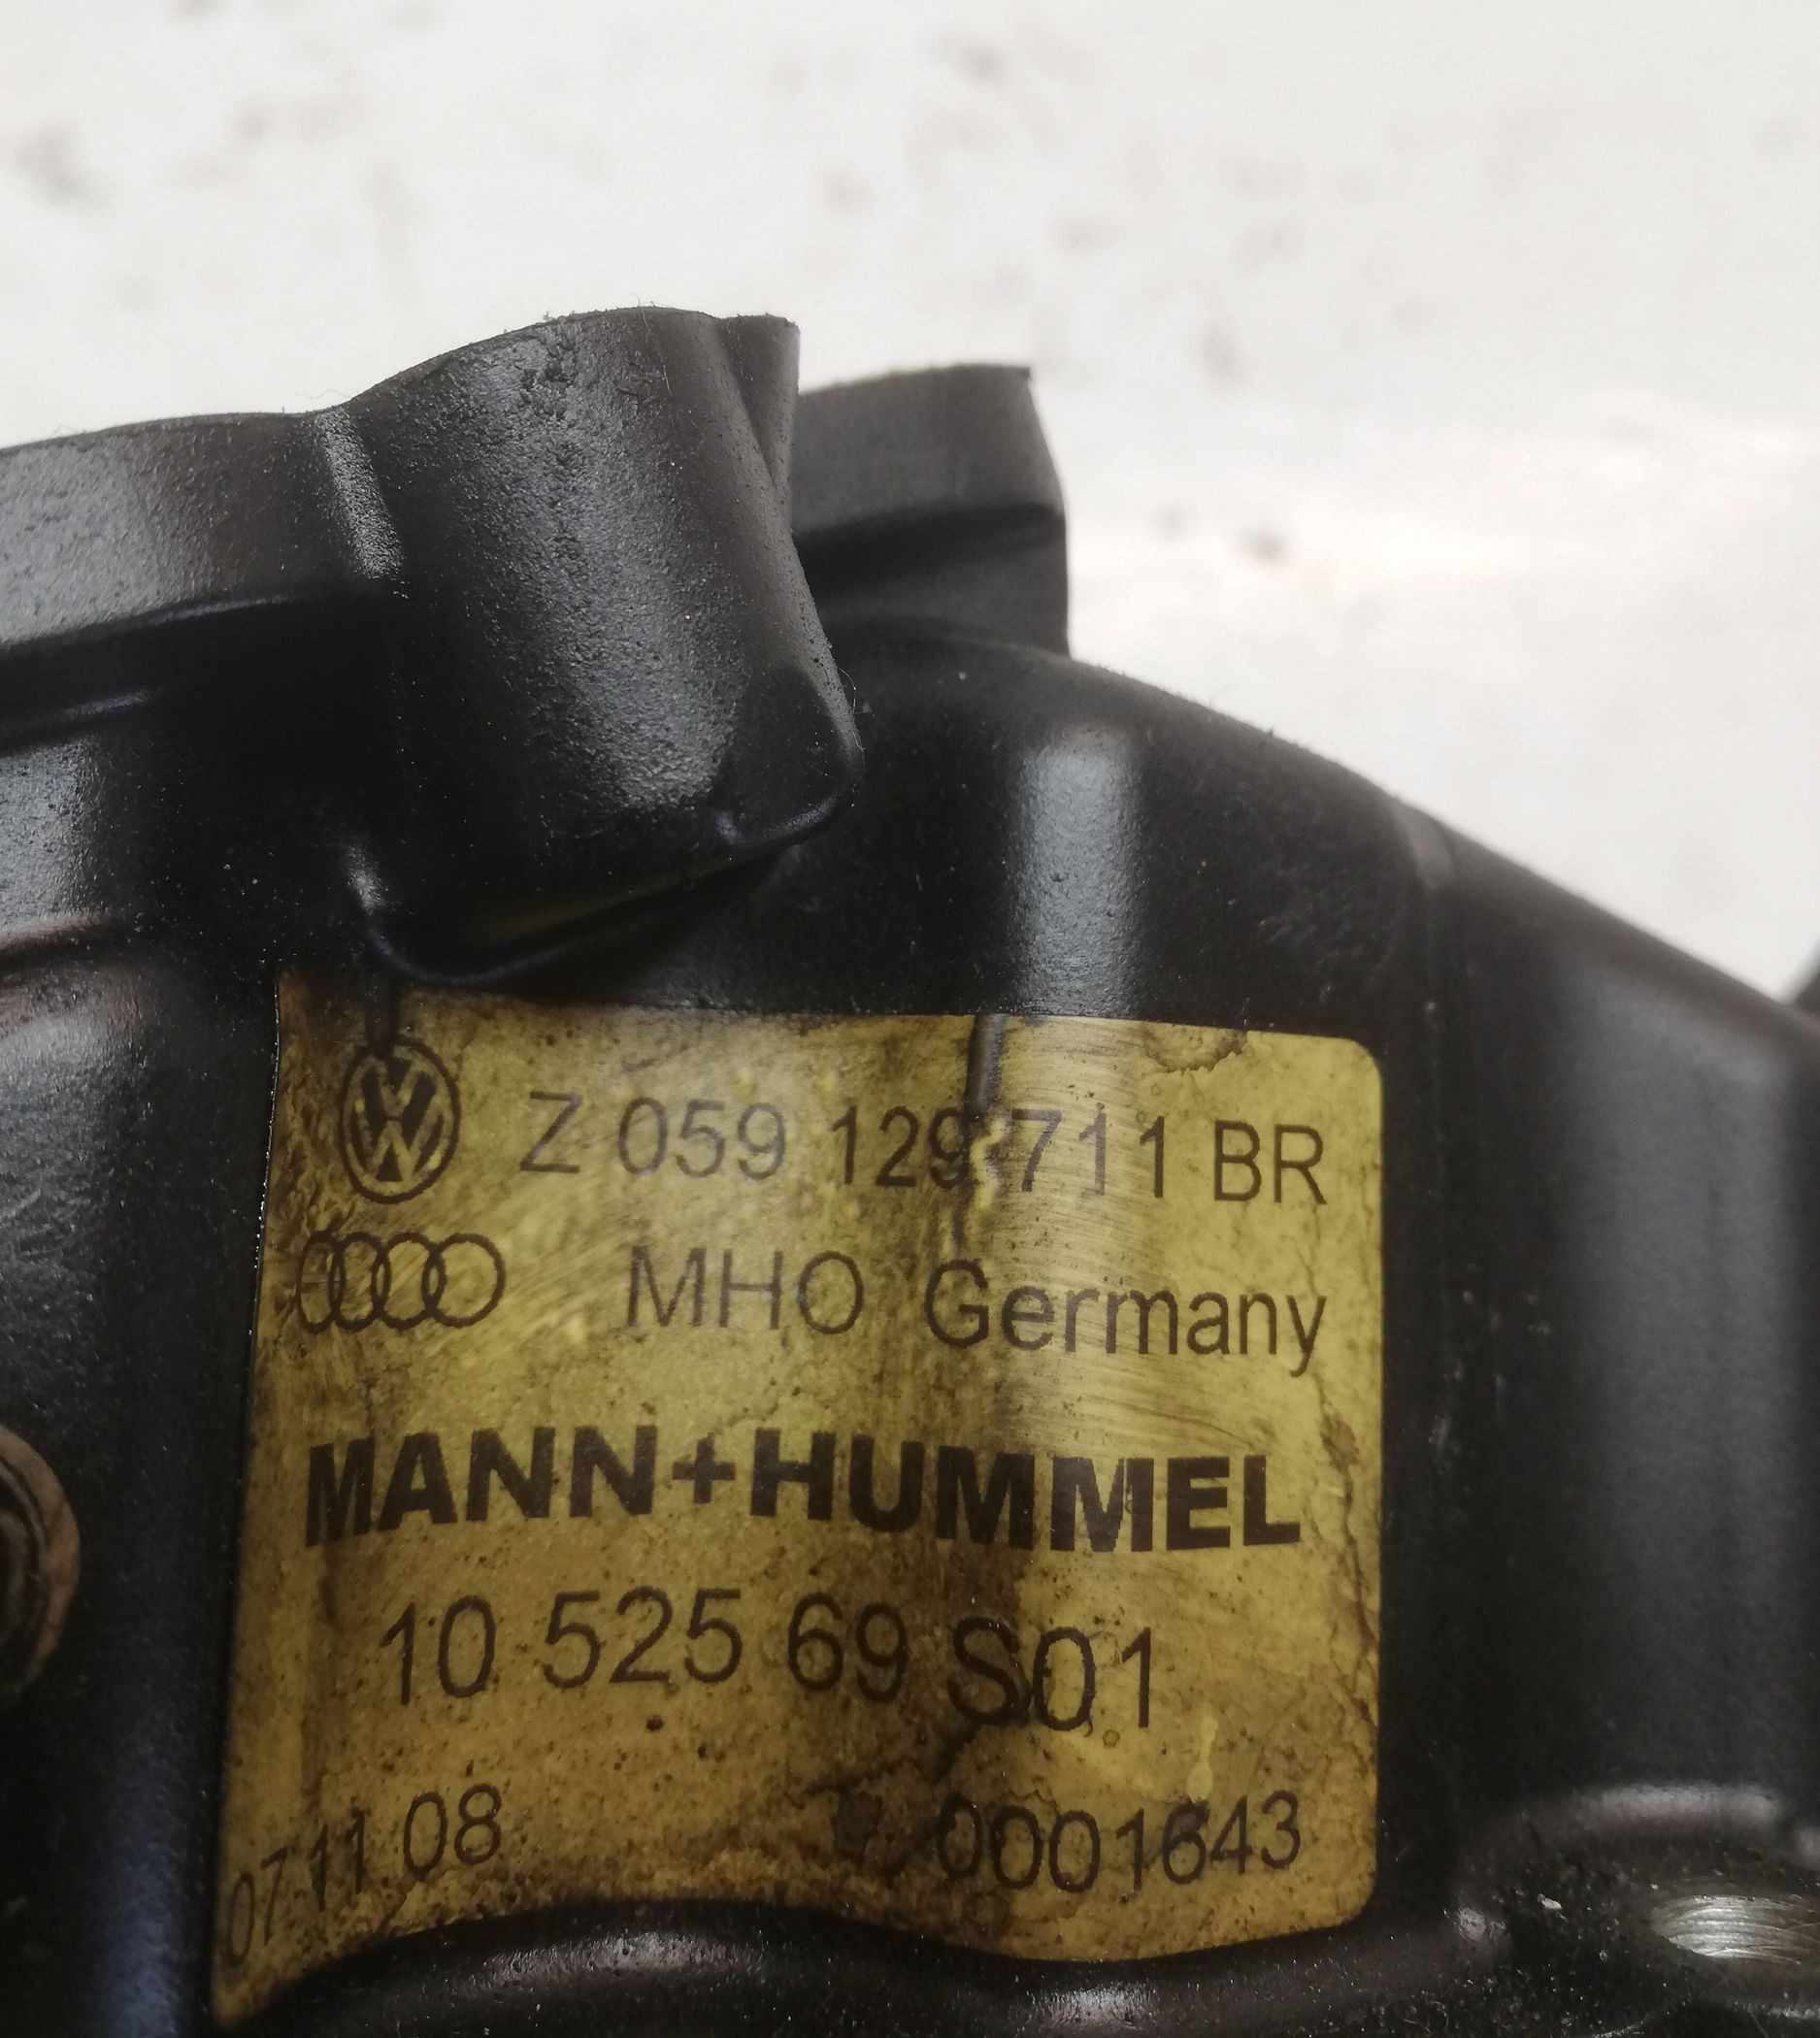 Z 059 129 711 BR
MHO Germany
MANN+HUMMEL
10 525 69 S01
07 11 08 0001643